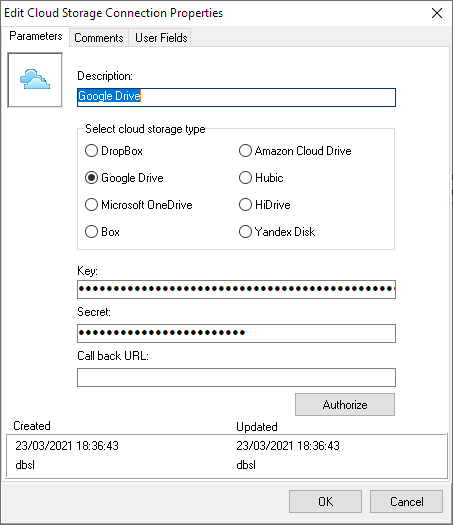 Edit Cloud Storage Connection Properties
Parameters Comments User Fields
Description:
Google Drive
Select cloud storage type
DropBox Amazon Cloud Drive
Google Drive Hubic
Microsoft OneDrive HiDrive
Box Yandex Disk
Key:
Secret:
Call back URL:
Authorize
Created Updated
23/03/2021 18:36:43 23/03/2021 18:36:43
dbsl dbsl
OK Cancel